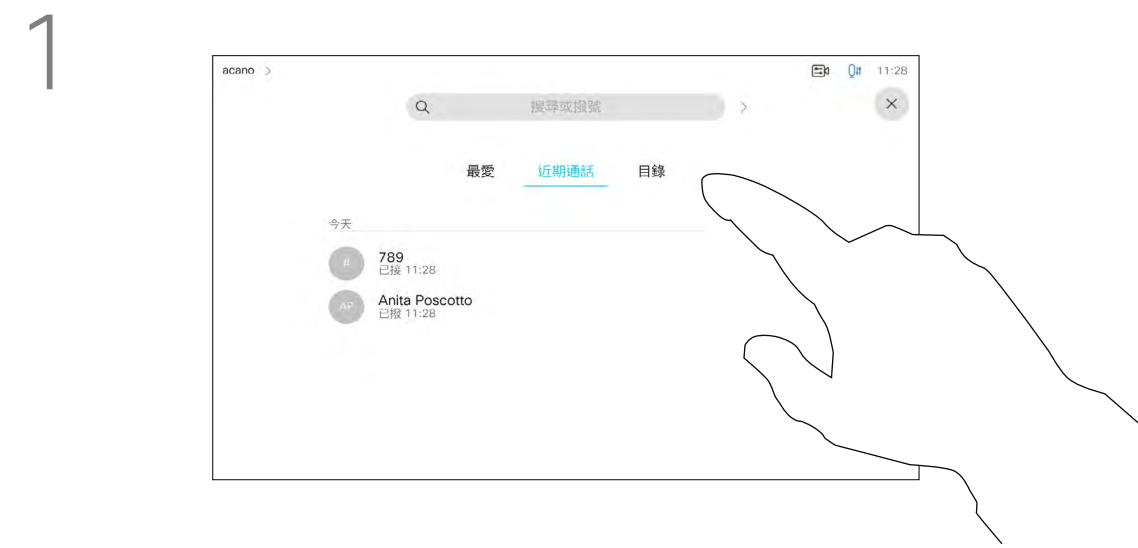 1
acano >
11:28
搜尋或撥號
最愛 近期通話 目錄
今天
#
789
已接 11:28
AP
Anita Poscotto
已撥 11:28